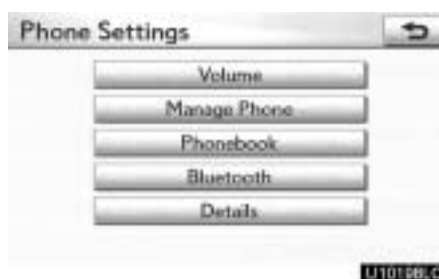 Phone Settings
Volume
Manage Phone
Phonebook
Bluetooth
Details